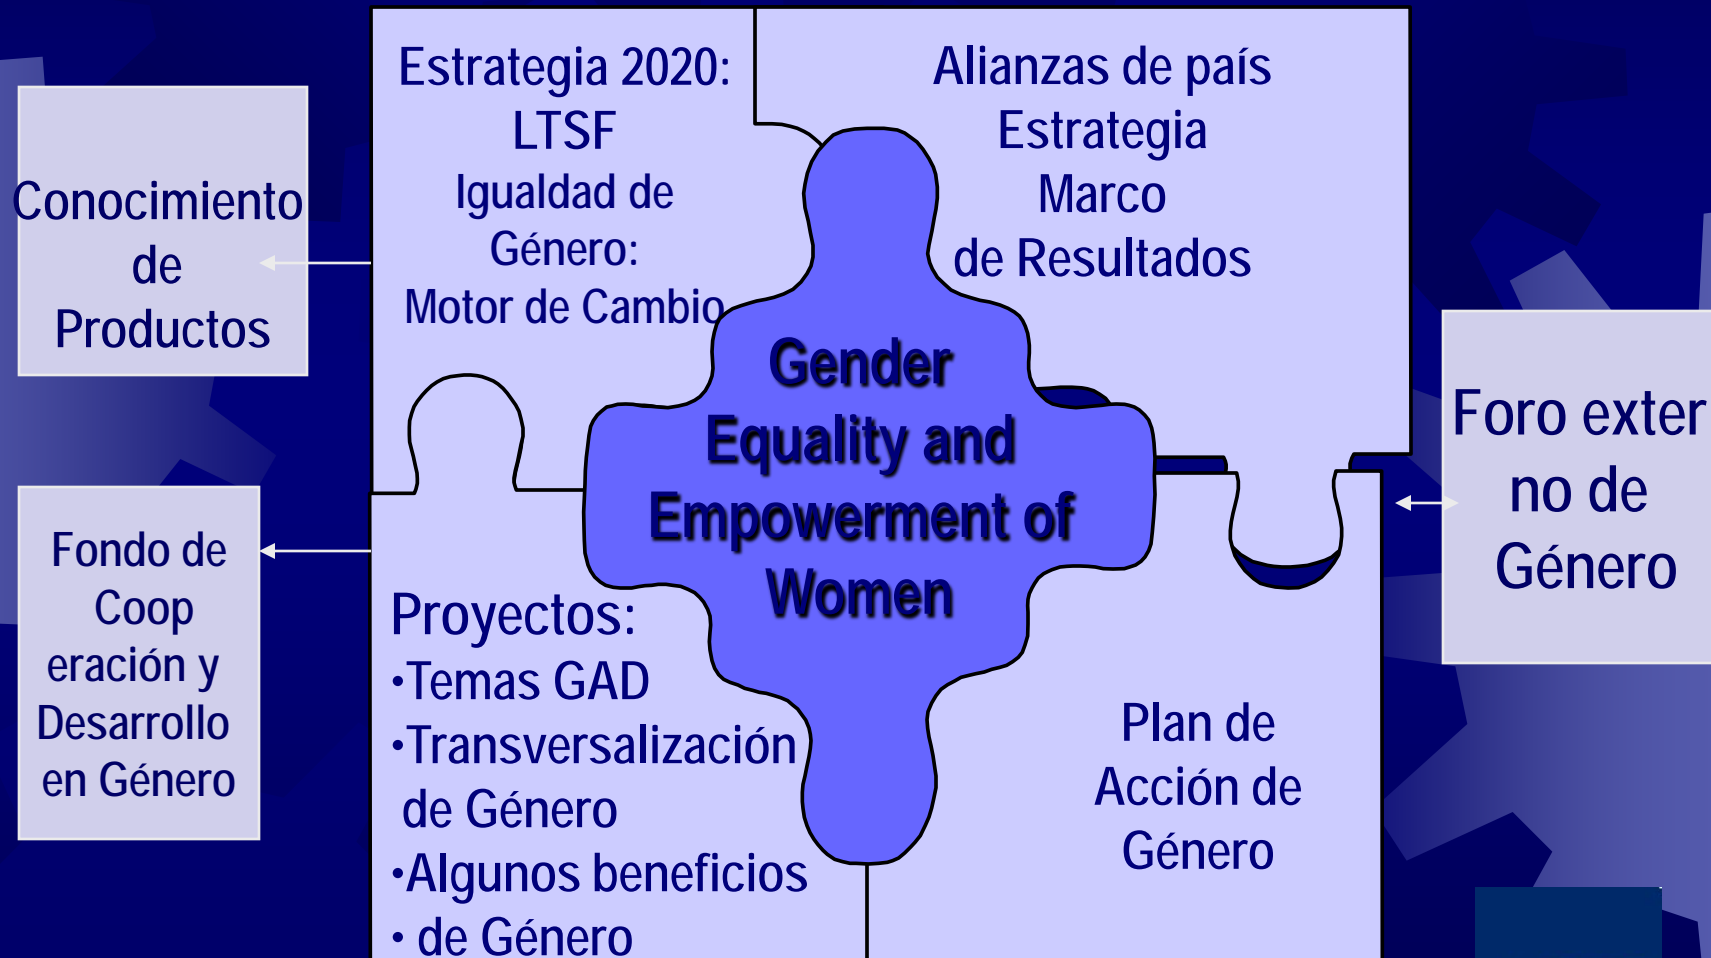 Estrategia 2020:
LTSF
Igualdad de
Género:
Motor de Cambio
Alianzas de país
Estrategia
Marco
de Resultados
Conocimiento
de
Productos
Gender
Equality and
Empowerment of
Women
Foro exter
no de
Género
Fondo de
Coop
eración y
Desarrollo
en Género
Proyectos:
•Temas GAD
•Transversalización
de Género
•Algunos beneficios
• de Género
Plan de
Acción de
Género